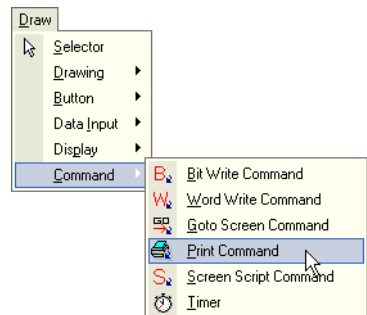 Draw
Selector
Drawing
Button
Data Input
Display
Command
B Bit Write Command
W Word Write Command
Goto Screen Command
Print Command
S Screen Script Command
Timer